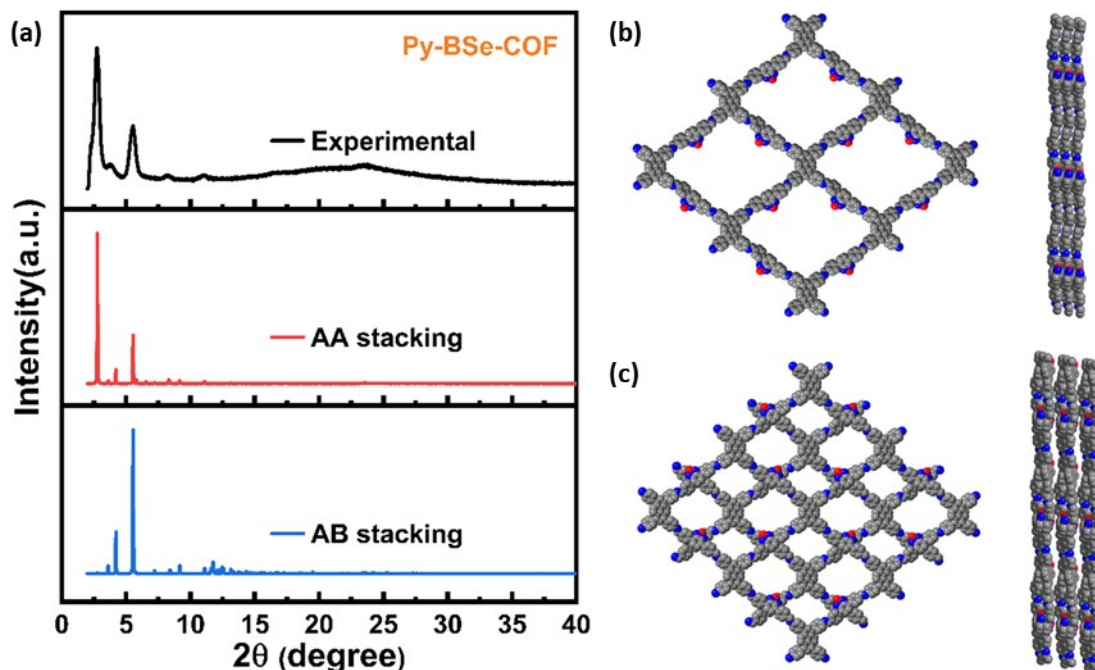 (a)
Py-BSe-COF
Experimental
AA stacking
AB stacking
Intensity(a.u.)
0 5 10 15 20 25 30 35 40
2θ (degree)
(b)
(c)